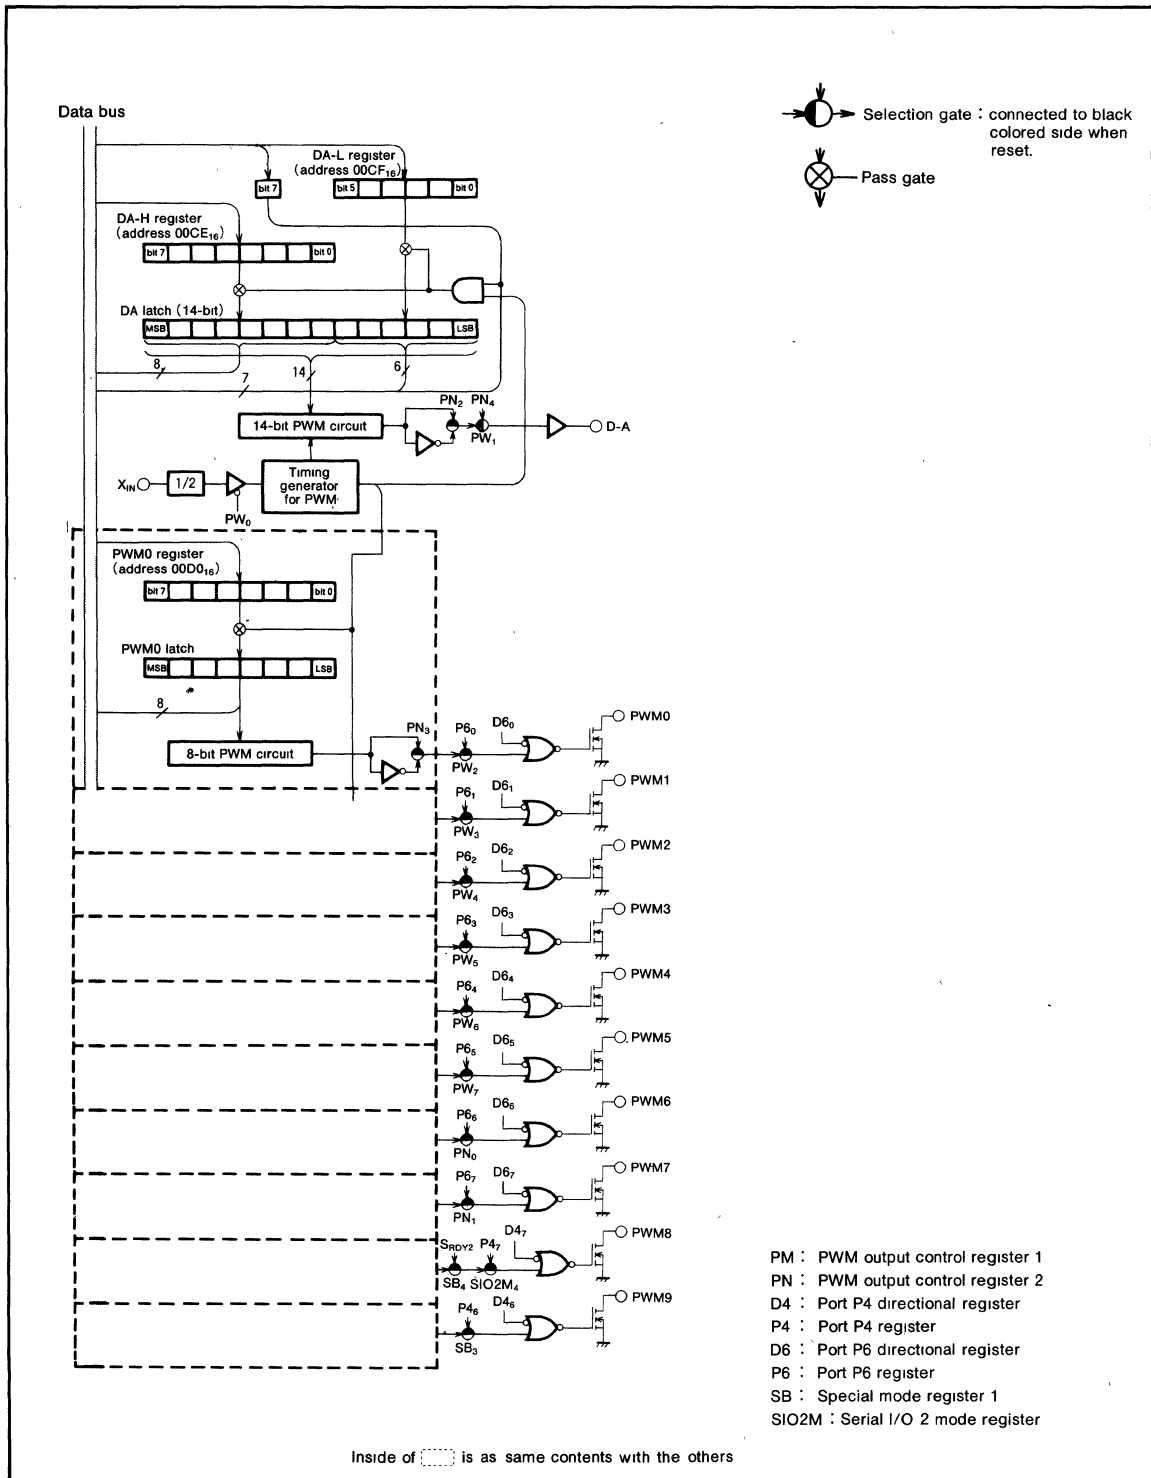 Data bus
Selection gate : connected to black
colored side when
reset.
Pass gate
DA-L register
(address 00CF₁₆)
bit 7
bit 5
bit 0
DA-H register
(address 00CE₁₆)
bit 7
bit 0
DA latch (14-bit)
MSB
LSB
8
7
14
6
PN₂
PN₄
14-bit PWM circuit
PW₁
D-A
X_IN
1/2
PW₀
Timing
generator
for PWM
PWM0 register
(address 00D0₁₆)
bit 7
bit 0
PWM0 latch
MSB
LSB
8
8-bit PWM circuit
PN₃
P6₀
PW₂
D6₀
PWM0
P6₁
PW₃
D6₁
PWM1
P6₂
PW₄
D6₂
PWM2
P6₃
PW₅
D6₃
PWM3
P6₄
PW₆
D6₄
PWM4
P6₅
PW₇
D6₅
PWM5
P6₆
PN₀
D6₆
PWM6
P6₇
PN₁
D6₇
PWM7
S_RDY2
P4₇
SB₄
SIO2M₄
D4₇
PWM8
P4₆
SB₃
D4₆
PWM9
PM : PWM output control register 1
PN : PWM output control register 2
D4 : Port P4 directional register
P4 : Port P4 register
D6 : Port P6 directional register
P6 : Port P6 register
SB : Special mode register 1
SIO2M : Serial I/O 2 mode register
Inside of is as same contents with the others